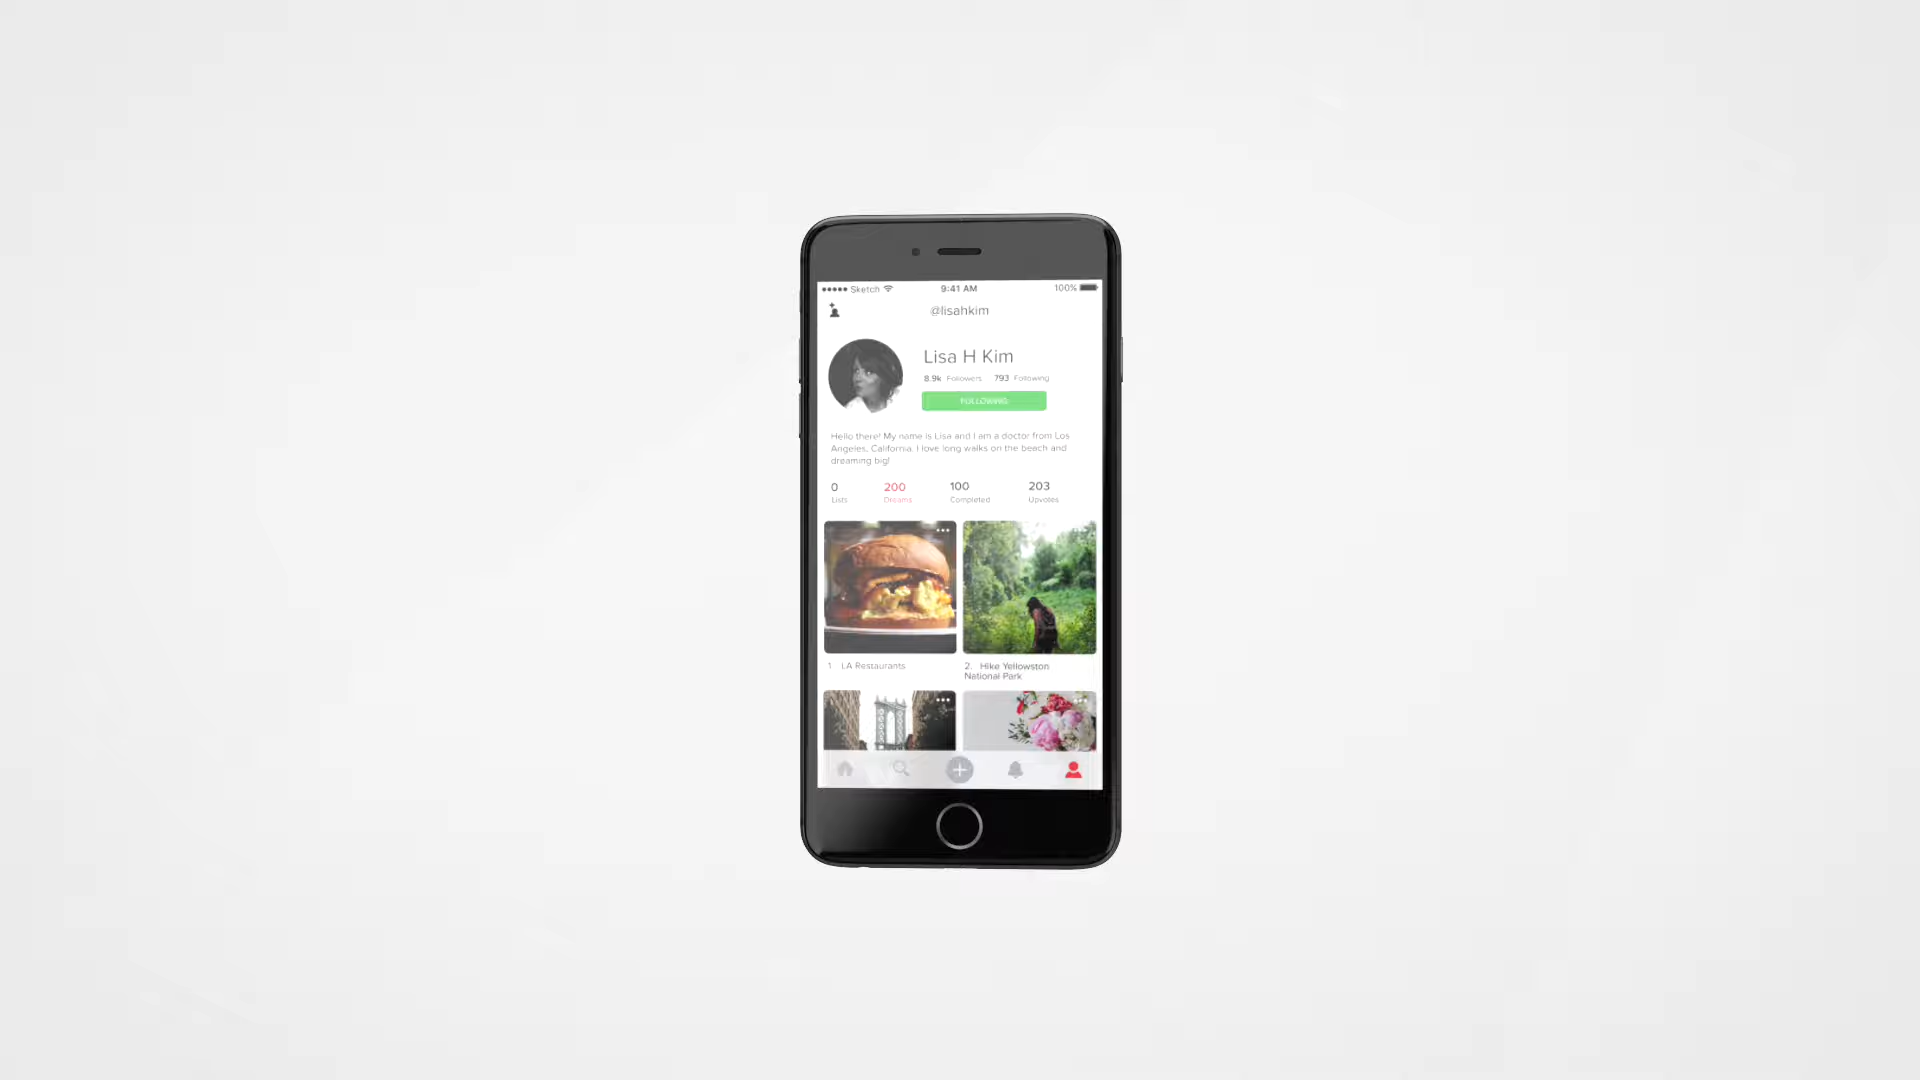 Sketch 9:41 AM 100%
@lisahkim
Lisa H Kim
8.9k Followers 793 Following
FOLLOWING
Hello there! My name is Lisa and I am a doctor from Los
Angeles, California. I love long walks on the beach and
dreaming big!
0 200 100 203
Lists Dreams Completed Upvotes
1 LA Restaurants
2. Hike Yellowston
National Park